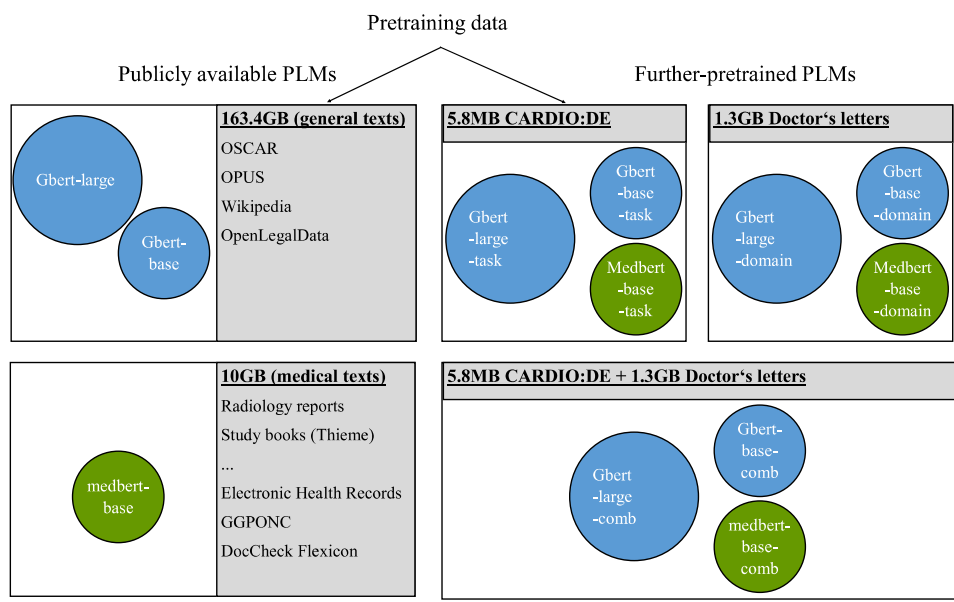 Pretraining data
Publicly available PLMs
Further-pretrained PLMs
Gbert-large
Gbert-
base
163.4GB (general texts)
OSCAR
OPUS
Wikipedia
OpenLegalData
5.8MB CARDIO:DE
Gbert
-large
-task
Gbert
-base
-task
Medbert
-base
-task
1.3GB Doctor‘s letters
Gbert
-large
-domain
Gbert
-base
-domain
Medbert
-base
-domain
medbert-
base
10GB (medical texts)
Radiology reports
Study books (Thieme)
...
Electronic Health Records
GGPONC
DocCheck Flexicon
5.8MB CARDIO:DE + 1.3GB Doctor‘s letters
Gbert
-large
-comb
Gbert-
base-
comb
medbert-
base-
comb